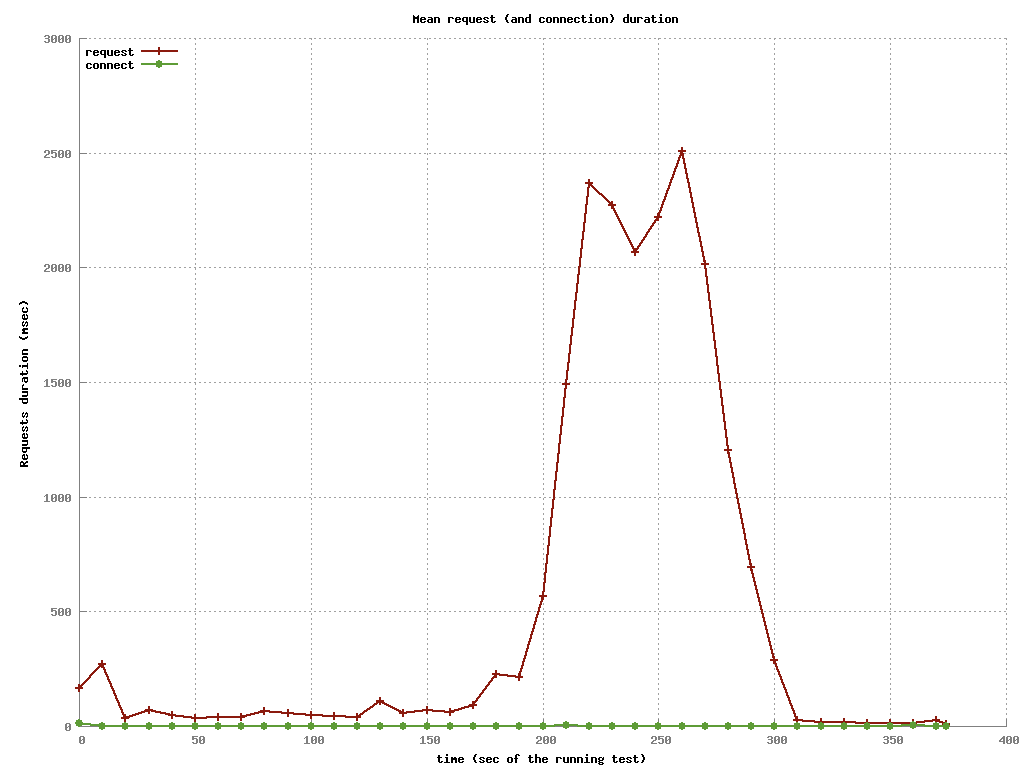 Mean request (and connection) duration
3000
request
connect
2500
2000
1500
1000
500
0
Requests duration (msec)
0 50 100 150 200 250 300 350 400
time (sec of the running test)